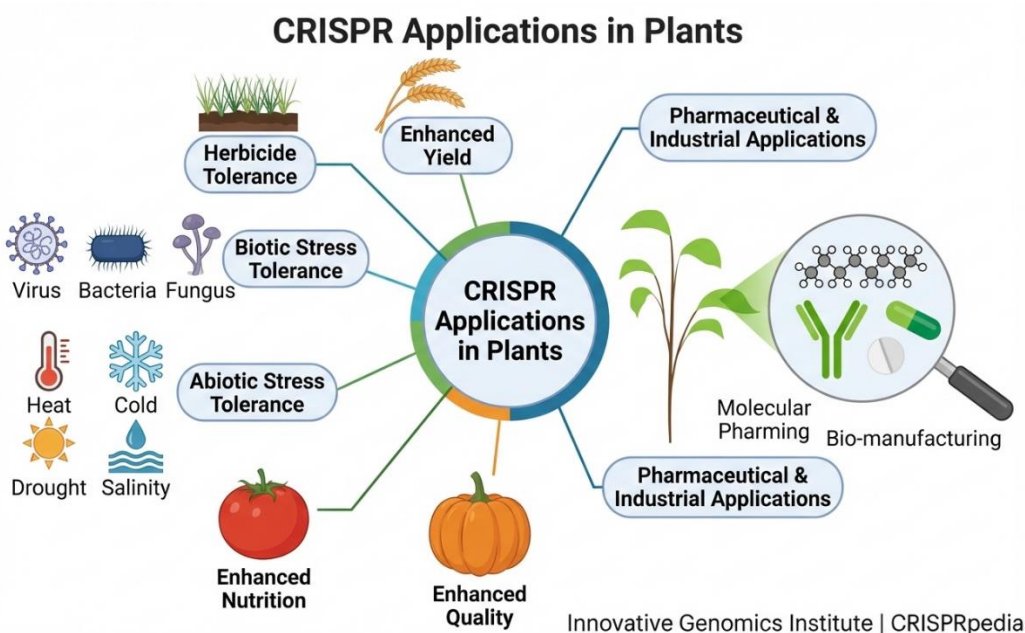 CRISPR Applications in Plants
Herbicide
Tolerance
Enhanced
Yield
Pharmaceutical &
Industrial Applications
Biotic Stress
Tolerance
Virus
Bacteria
Fungus
CRISPR
Applications
in Plants
Abiotic Stress
Tolerance
Heat
Cold
Drought
Salinity
Molecular
Pharming
Bio-manufacturing
Pharmaceutical &
Industrial Applications
Enhanced
Nutrition
Enhanced
Quality
Innovative Genomics Institute | CRISPRpedia